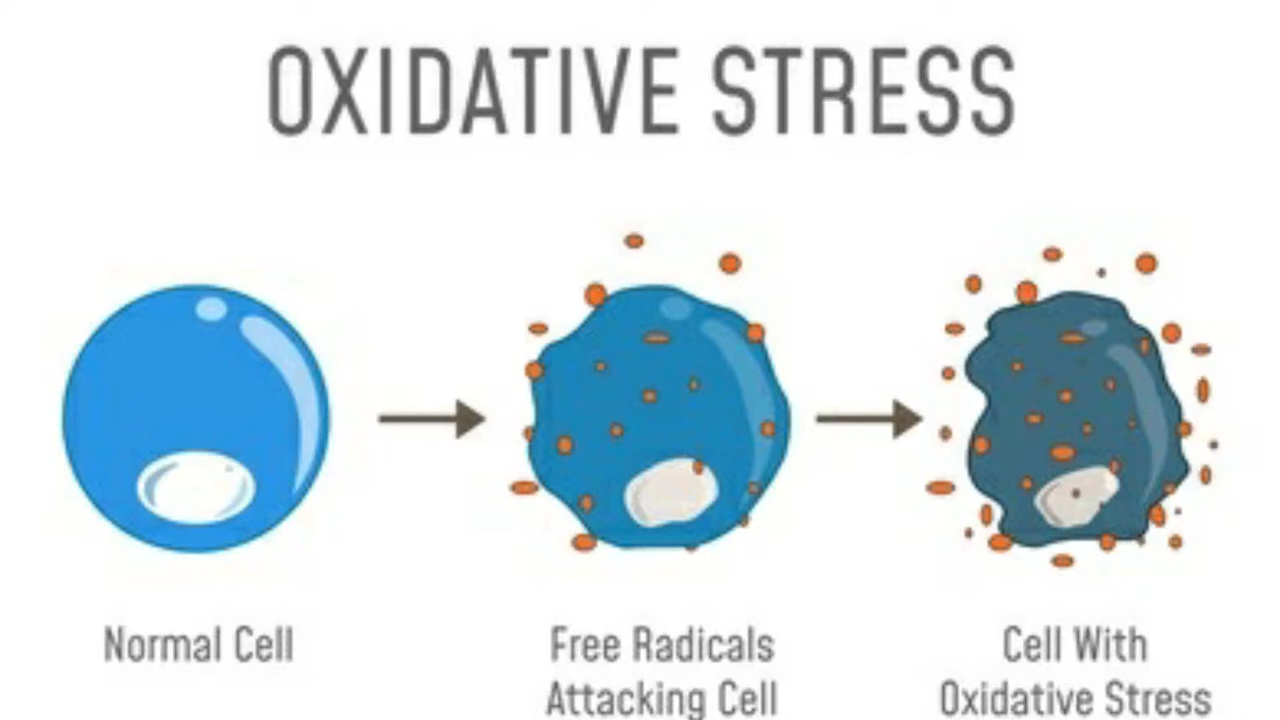 OXIDATIVE STRESS
Normal Cell
Free Radicals
Attacking Cell
Cell With
Oxidative Stress